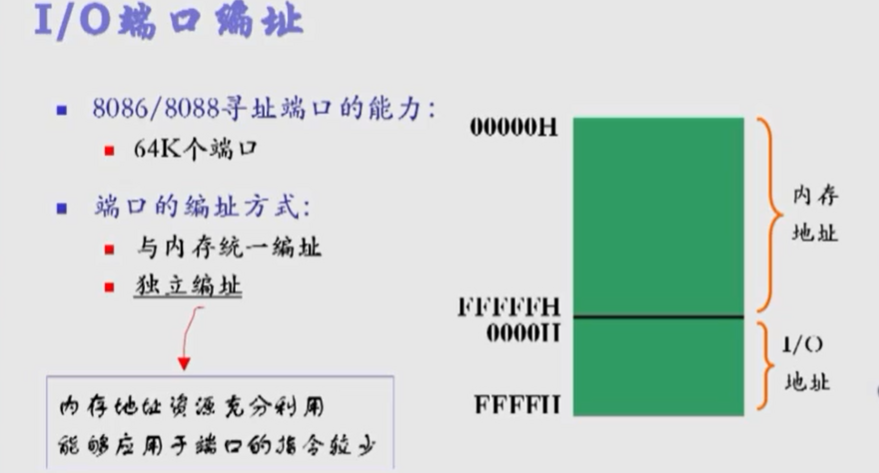 I/O端口编址
8086/8088寻址端口的能力：
64K个端口
端口的编址方式：
与内存统一编址
独立编址
内存地址资源充分利用
能够应用于端口的指令较少
00000H
FFFFFH
0000H
FFFFH
内存
地址
I/O
地址